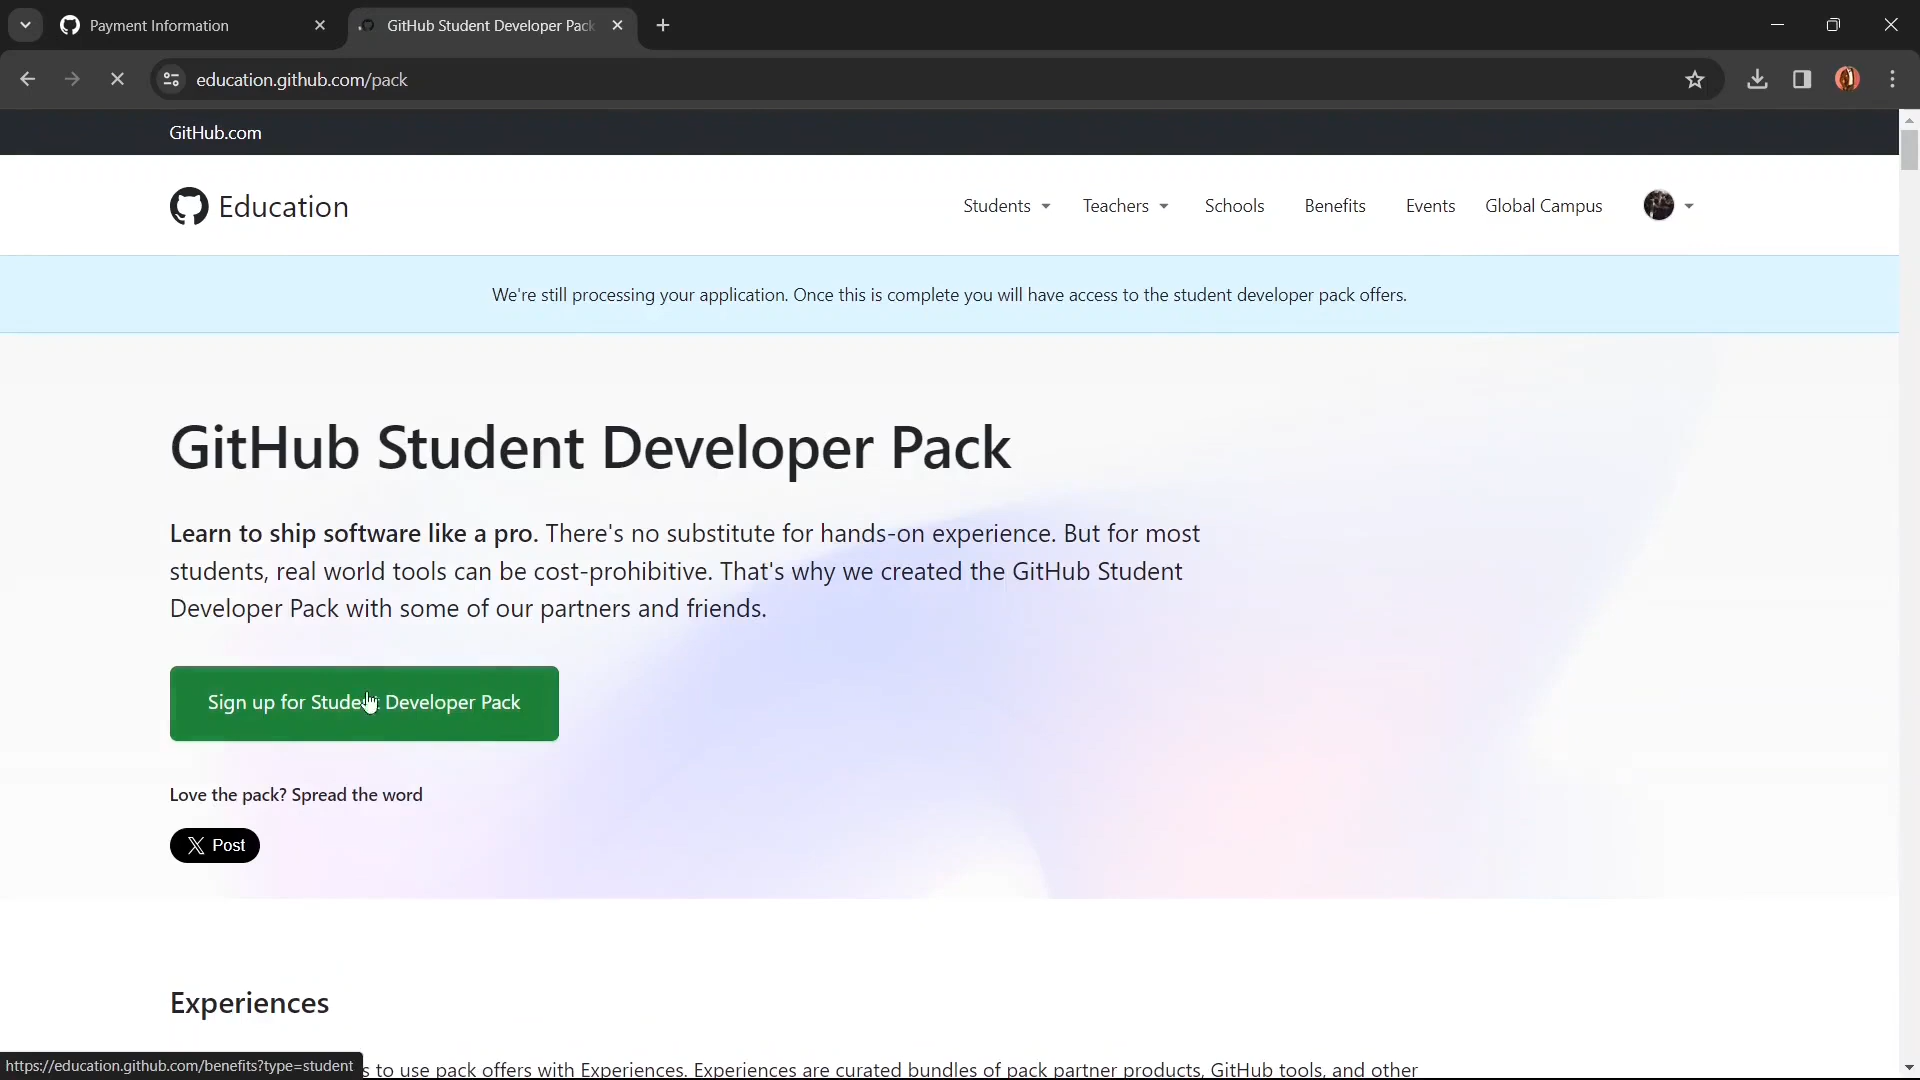 Payment Information
GitHub Student Developer Pack
education.github.com/pack
GitHub.com
Education
Students
Teachers
Schools
Benefits
Events
Global Campus
We're still processing your application. Once this is complete you will have access to the student developer pack offers.
GitHub Student Developer Pack
Learn to ship software like a pro. There's no substitute for hands-on experience. But for most
students, real world tools can be cost-prohibitive. That's why we created the GitHub Student
Developer Pack with some of our partners and friends.
Sign up for Student Developer Pack
Love the pack? Spread the word
X Post
Experiences
https://education.github.com/benefits?type=student
s to use pack offers with Experiences. Experiences are curated bundles of pack partner products, GitHub tools, and other